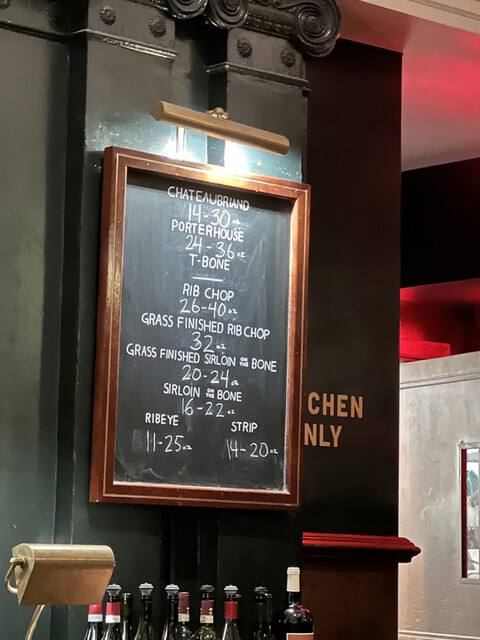 CHATEAUBRIAND
14-30 oz
PORTERHOUSE
24-36 oz
T-BONE
RIB CHOP
26-40 oz
GRASS FINISHED RIB CHOP
32 oz
GRASS FINISHED SIRLOIN ON THE BONE
20-24 oz
SIRLOIN ON THE BONE
16-22 oz
RIBEYE STRIP
11-25 oz 14-20 oz
CHEN
NLY